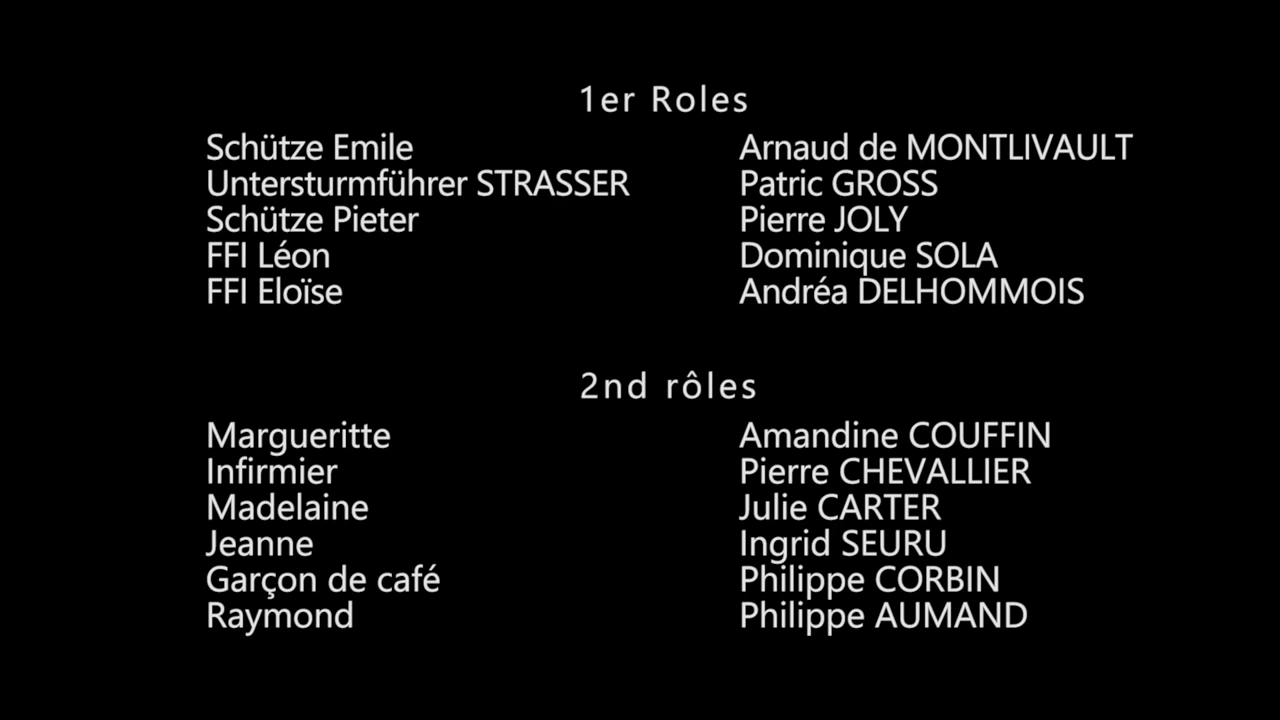 1er Roles
Schütze Emile Arnaud de MONTLIVAULT
Untersturmführer STRASSER Patric GROSS
Schütze Pieter Pierre JOLY
FFI Léon Dominique SOLA
FFI Eloïse Andréa DELHOMMOIS
2nd rôles
Margueritte Amandine COUFFIN
Infirmier Pierre CHEVALLIER
Madelaine Julie CARTER
Jeanne Ingrid SEURU
Garçon de café Philippe CORBIN
Raymond Philippe AUMAND